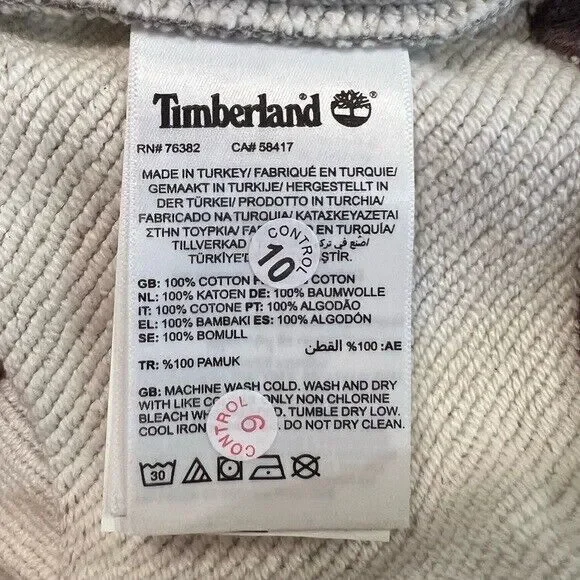 Timberland®
RN# 76382 CA# 58417
MADE IN TURKEY/ FABRIQUÉ EN TURQUIE/
GEMAAKT IN TURKIJE/ HERGESTELLT IN
DER TÜRKEI/ PRODOTTO IN TURCHIA/
FABRICADO NA TURQUIA/ ΚΑΤΑΣΚΕΥΑΖΕΤΑΙ
ΣΤΗΝ ΤΟΥΡΚΙΑ/ EN TURQUÍA/
TILLVERKAD صُنع في
TÜRKİYE'D
CONTROL
10
GB: 100% COTTON COTTON
NL: 100% KATOEN DE: 100% BAUMWOLLE
IT: 100% COTONE PT: 100% ALGODÃO
EL: 100% BAMBAKI ES: 100% ALGODÓN
SE: 100% BOMULL
AE: 100% القطن
TR: %100 PAMUK
GB: MACHINE WASH COLD. WASH AND DRY
WITH LIKE ONLY NON CHLORINE
BLEACH TUMBLE DRY LOW.
COOL IRON DO NOT DRY CLEAN.
CONTROL
6
30